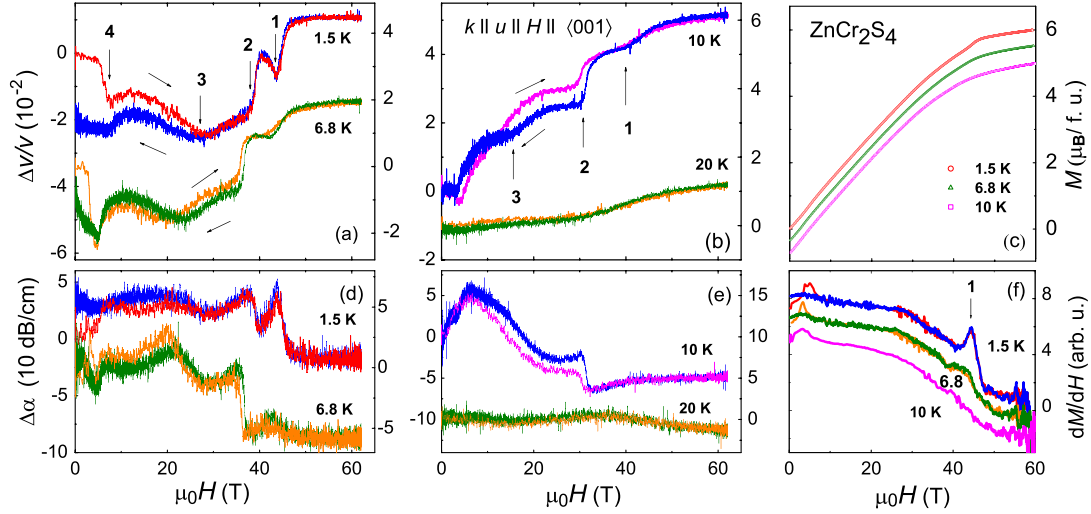 Δv/v (10⁻²)
0
-2
-4
-6
4
3
2
1
1.5 K
6.8 K
(a)
4
2
0
-2
k || u || H || ⟨001⟩
6
4
2
0
10 K
20 K
1
2
3
(b)
6
4
2
0
-2
ZnCr₂S₄
1.5 K
6.8 K
10 K
(c)
6
4
2
0
M (μB/ f. u.)
Δα (10 dB/cm)
5
0
-5
-10
(d)
1.5 K
6.8 K
5
0
-5
0 20 40 60
μ₀H (T)
(e)
10 K
20 K
5
0
-5
-10
15
10
5
0
0 20 40 60
μ₀H (T)
(f)
1
1.5 K
6.8
10 K
8
4
0
dM/dH (arb. u.)
0 20 40 60
μ₀H (T)